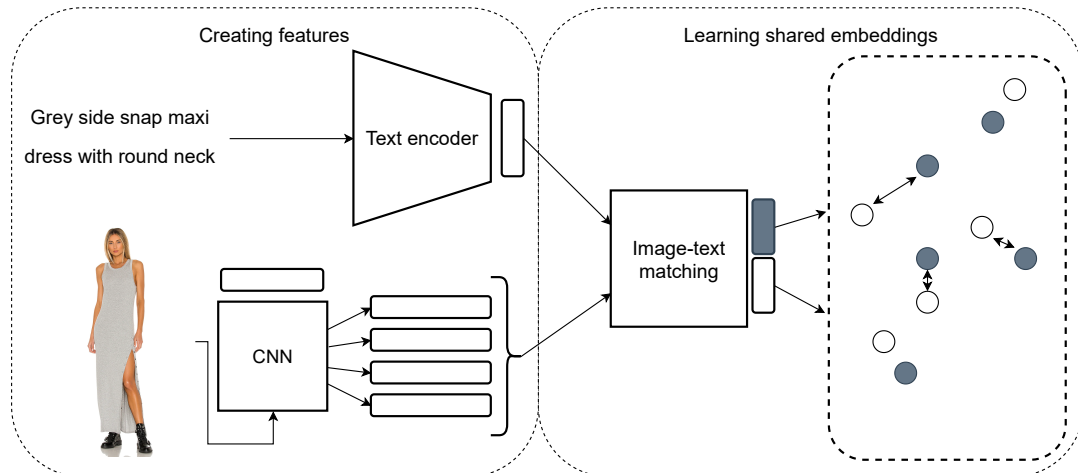 Creating features
Learning shared embeddings
Grey side snap maxi
dress with round neck
Text encoder
Image-text
matching
CNN